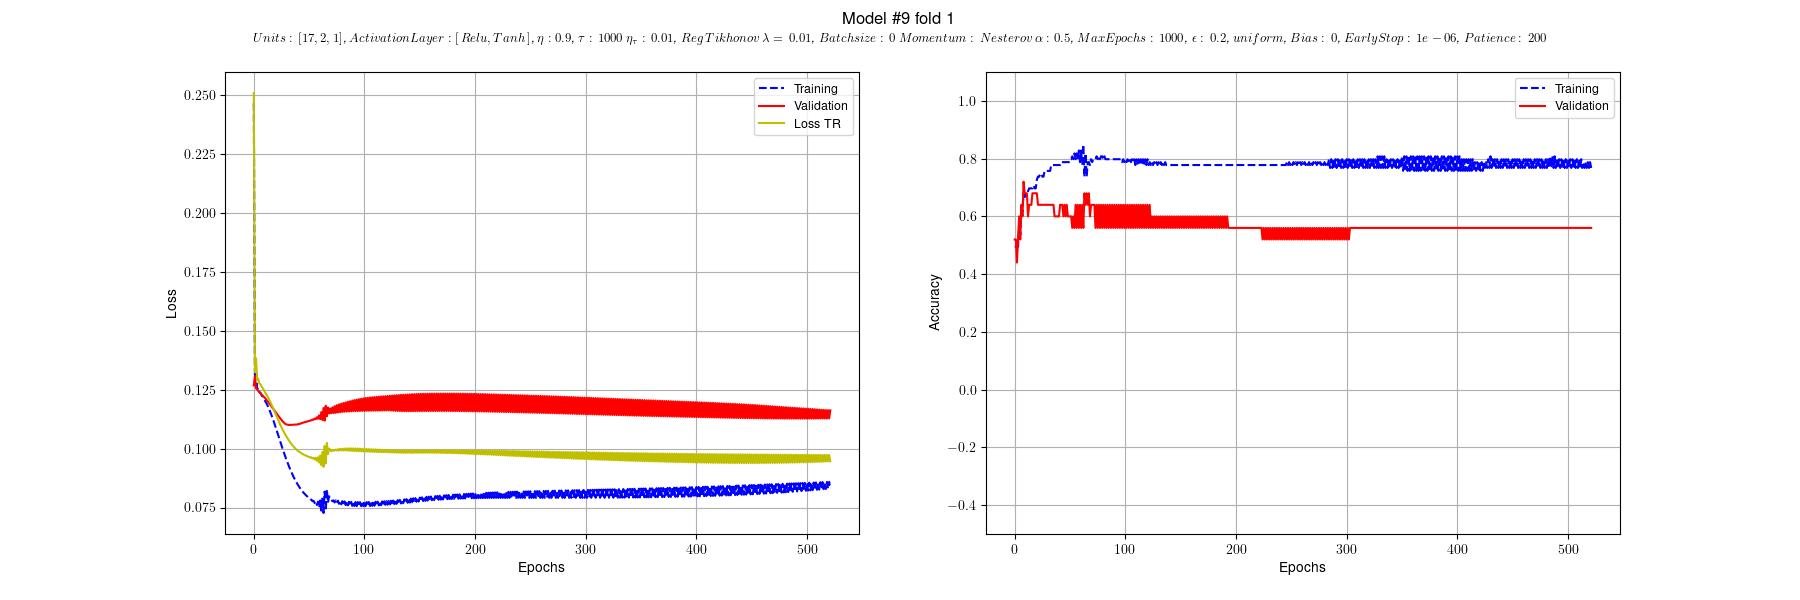 Model #9 fold 1
Units : [17, 2, 1], ActivationLayer : [ Relu, Tanh], η : 0.9, τ : 1000 ητ : 0.01, RegTikhonov λ = 0.01, Batchsize : 0 Momentum : Nesterov α : 0.5, MaxEpochs : 1000, ϵ : 0.2, uniform, Bias : 0, EarlyStop : 1e − 06, Patience : 200
Training
Validation
Loss TR
0.250
0.225
0.200
0.175
0.150
0.125
0.100
0.075
Loss
0 100 200 300 400 500
Epochs
Training
Validation
1.0
0.8
0.6
0.4
0.2
0.0
−0.2
−0.4
Accuracy
0 100 200 300 400 500
Epochs